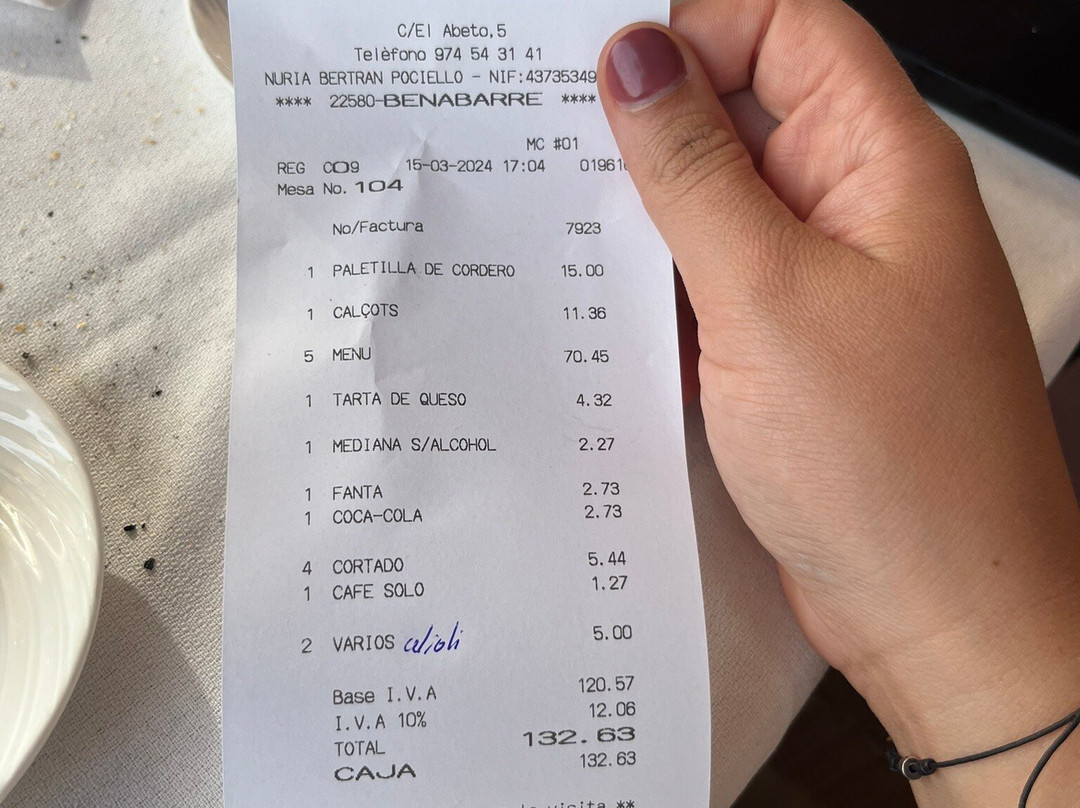 C/El Abeto,5
Telèfono 974 54 31 41
NURIA BERTRAN POCIELLO - NIF:43735349
**** 22580-BENABARRE ****
MC #01
REG C09 15-03-2024 17:04 01961
Mesa No. 104
No/Factura 7923
1 PALETILLA DE CORDERO 15.00
1 CALÇOTS 11.36
5 MENU 70.45
1 TARTA DE QUESO 4.32
1 MEDIANA S/ALCOHOL 2.27
1 FANTA 2.73
1 COCA-COLA 2.73
4 CORTADO 5.44
1 CAFE SOLO 1.27
2 VARIOS 5.00
Base I.V.A 120.57
I.V.A 10% 12.06
TOTAL 132.63
CAJA 132.63
visita **